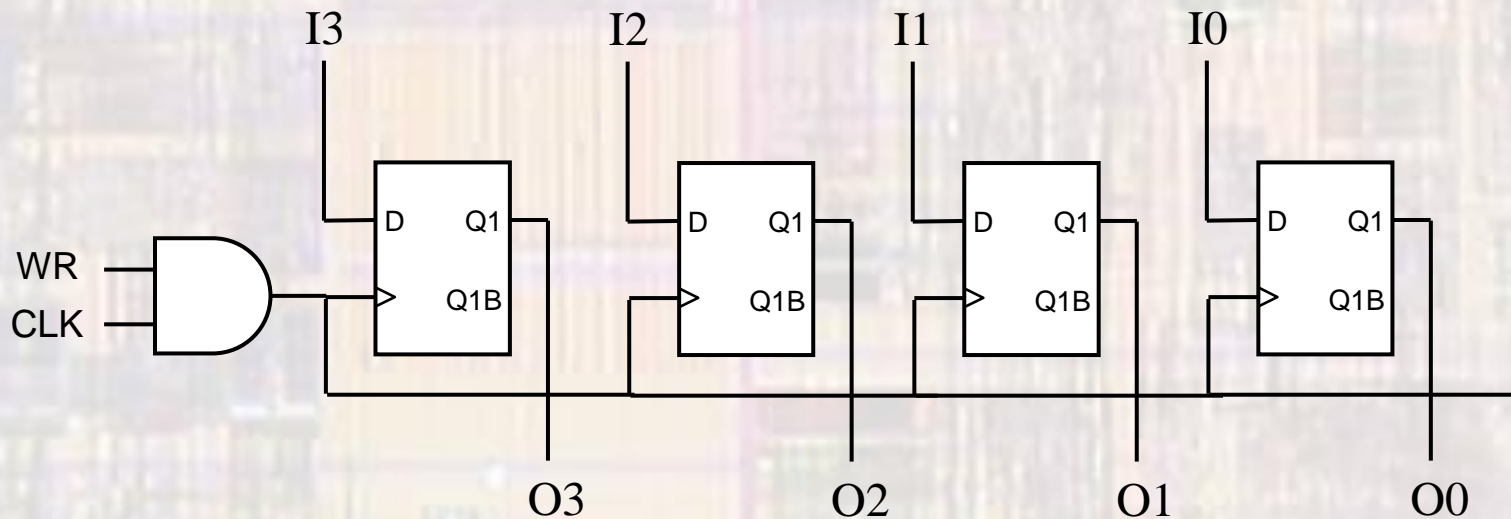 I3 I2 I1 I0
D Q1 D Q1 D Q1 D Q1
WR
Q1B Q1B Q1B Q1B
CLK
O3 O2 O1 O0